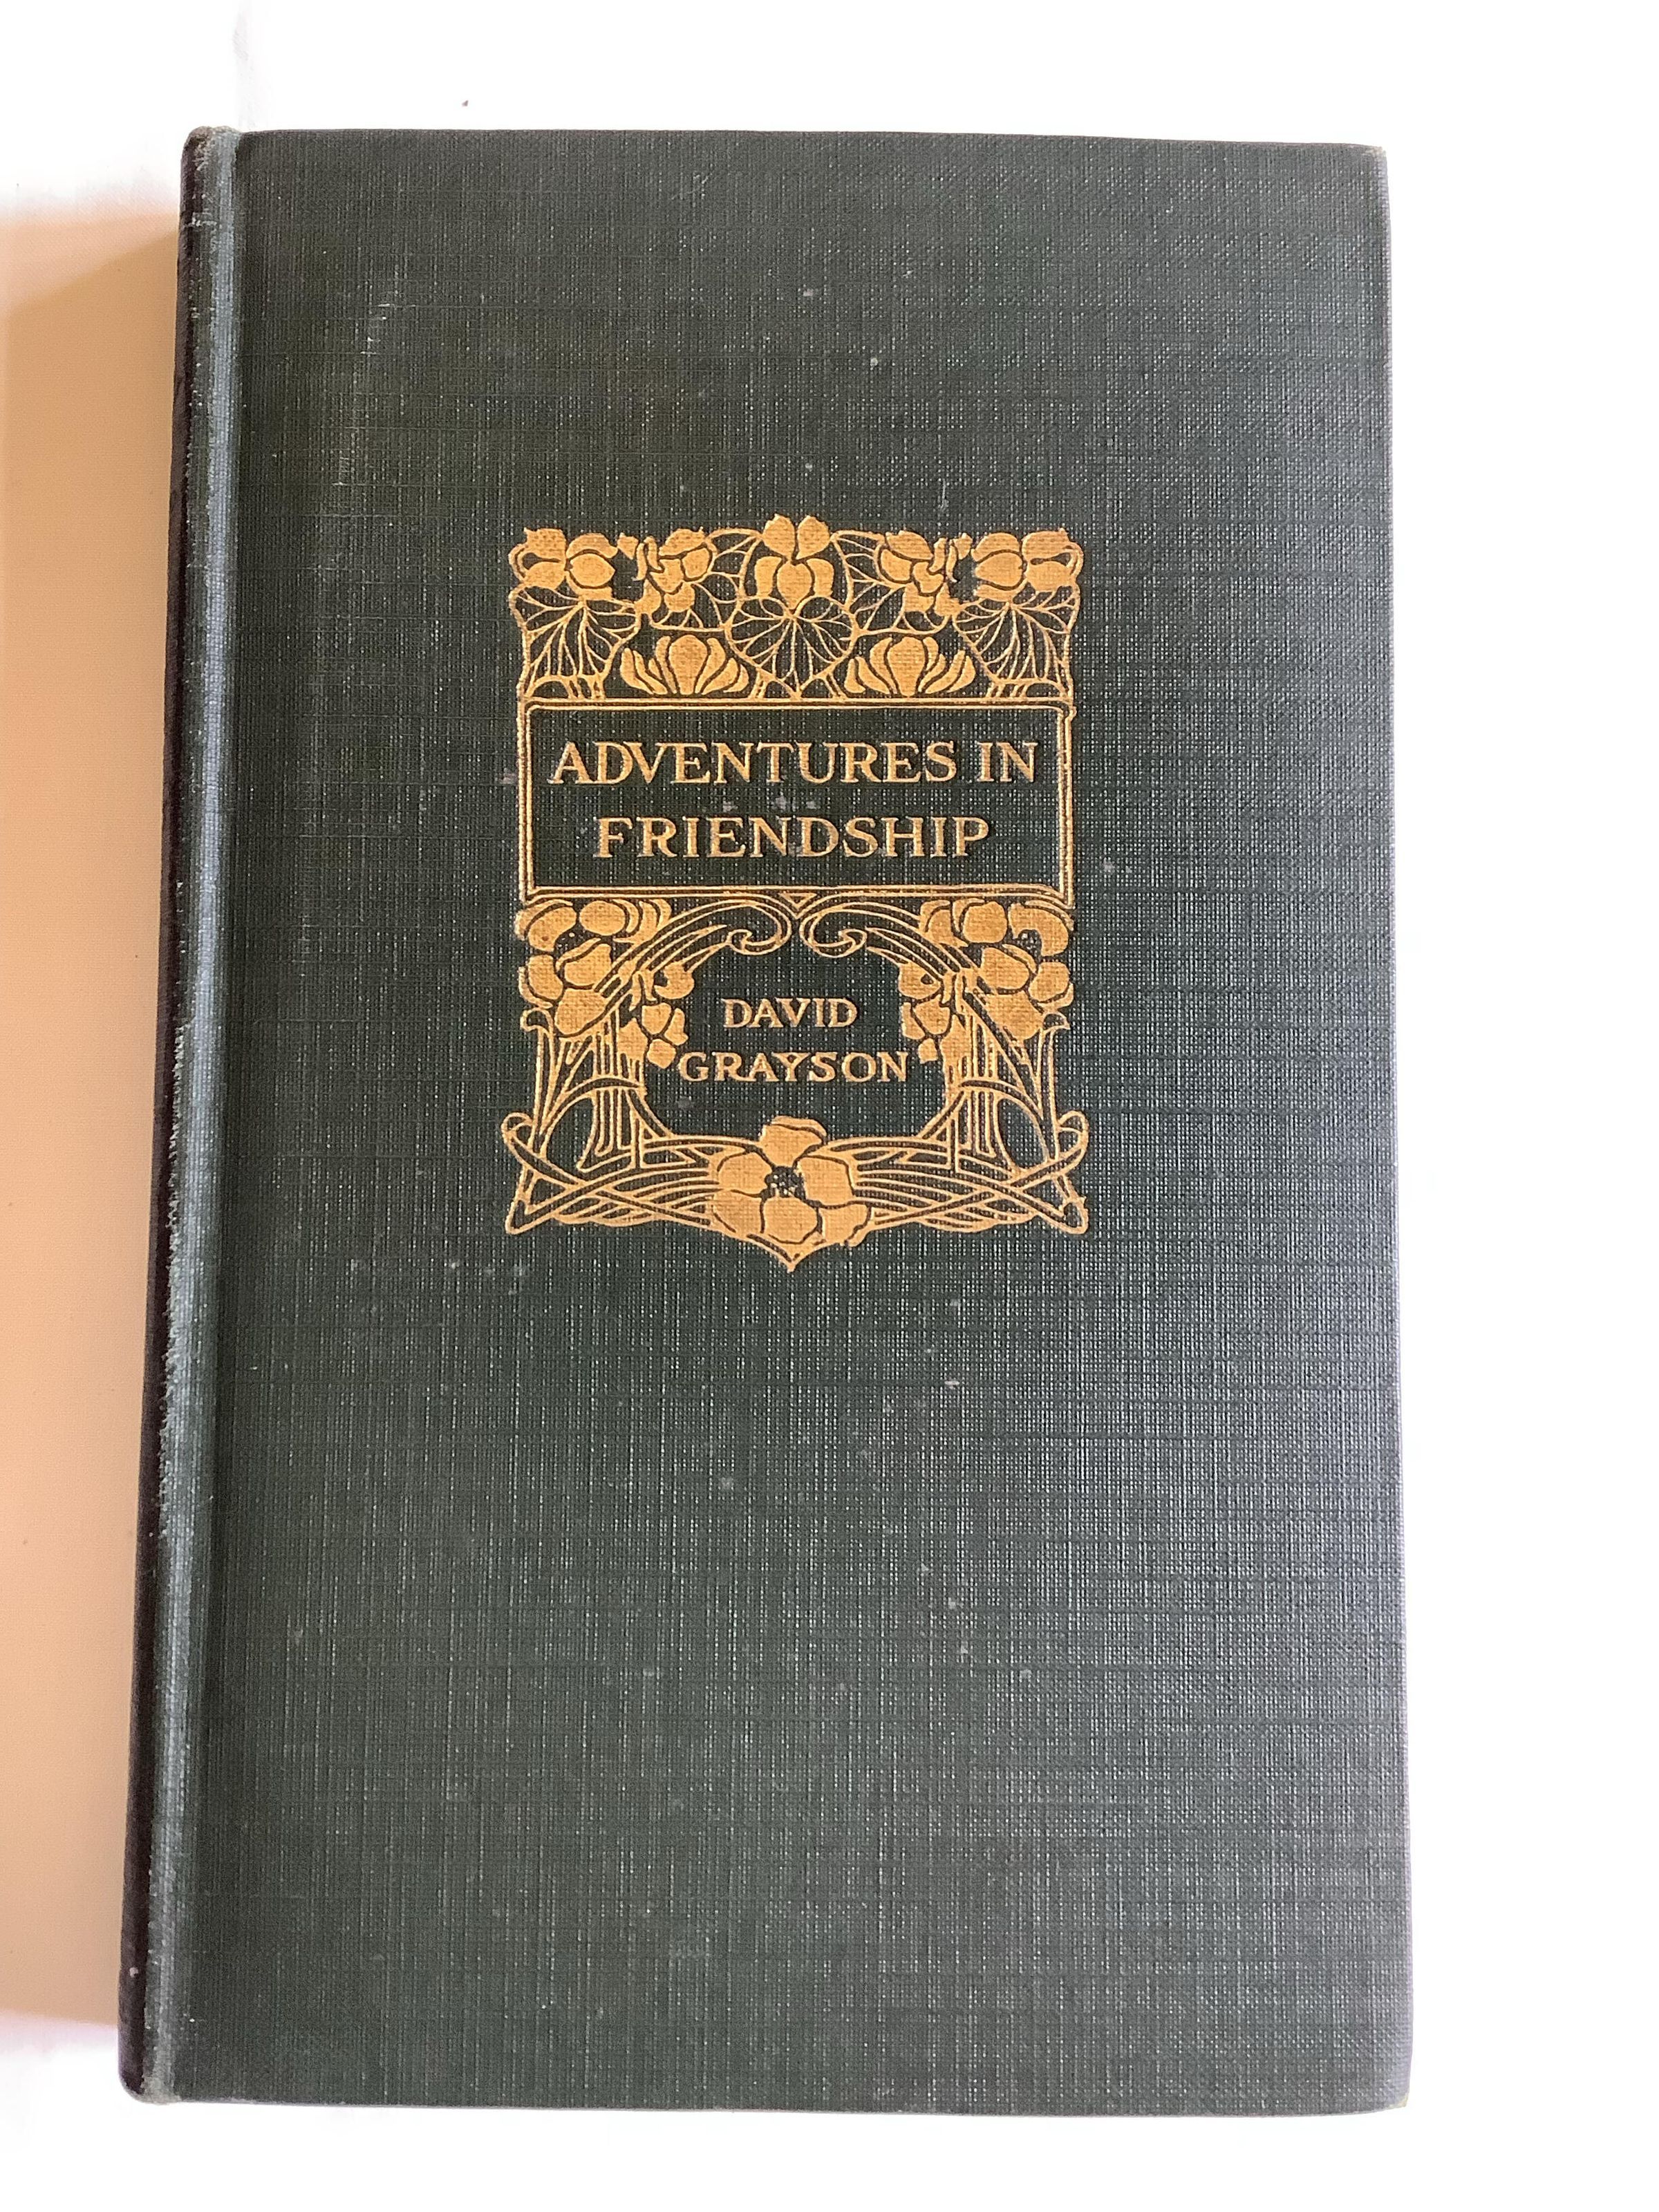 ADVENTURES IN
FRIENDSHIP
DAVID
GRAYSON